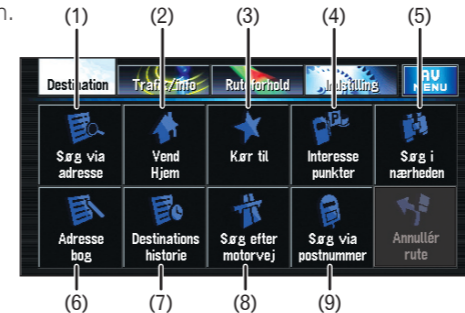 n.
(1) (2) (3) (4) (5)
Destination Trafik/info Ruteforhold Indstilling AV
MENU
Søg via Vend Kør til Interesse Søg i
adresse Hjem punkter nærheden
Adresse Destinations Søg efter Søg via Annullér
bog historie motorvej postnummer rute
(6) (7) (8) (9)